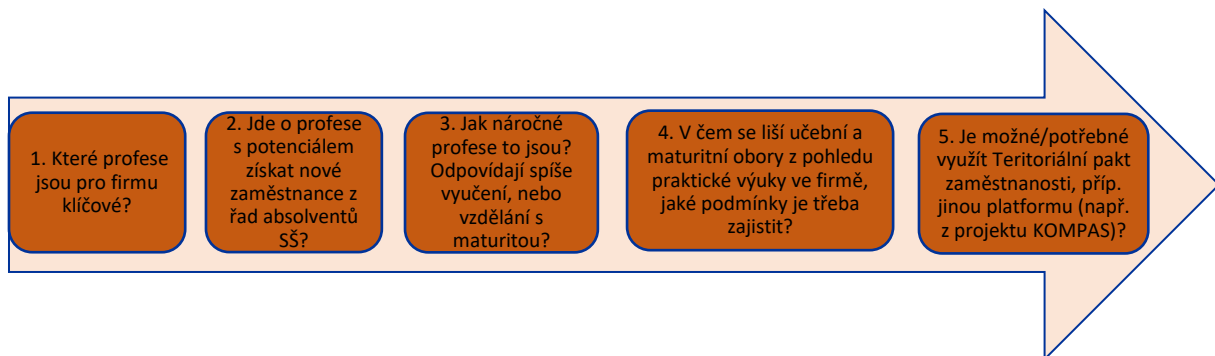 1. Které profese
jsou pro firmu
klíčové?
2. Jde o profese
s potenciálem
získat nové
zaměstnance z
řad absolventů
SŠ?
3. Jak náročné
profese to jsou?
Odpovídají spíše
vyučení, nebo
vzdělání s
maturitou?
4. V čem se liší učební a
maturitní obory z pohledu
praktické výuky ve firmě,
jaké podmínky je třeba
zajistit?
5. Je možné/potřebné
využít Teritoriální pakt
zaměstnanosti, příp.
jinou platformu (např.
z projektu KOMPAS)?